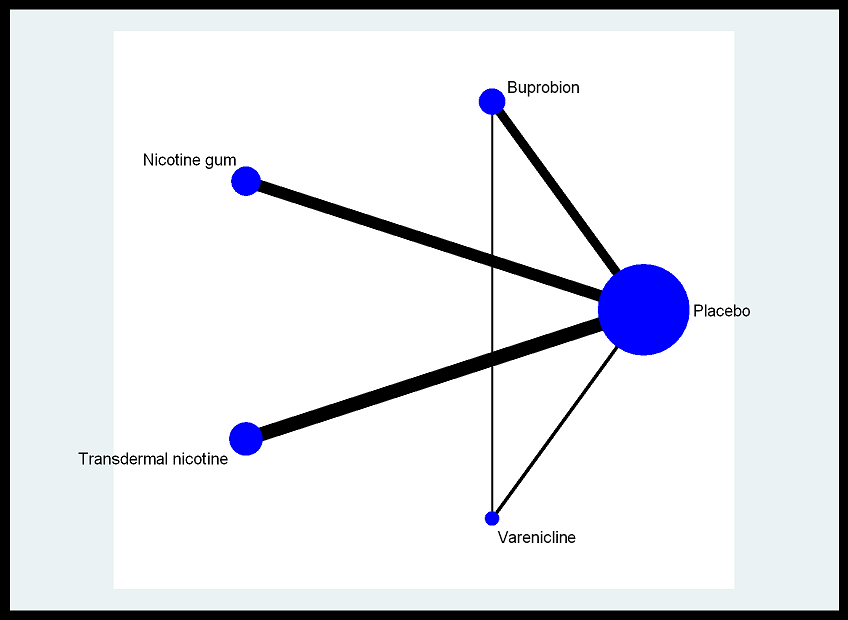 Buprobion
Nicotine gum
Placebo
Transdermal nicotine
Varenicline